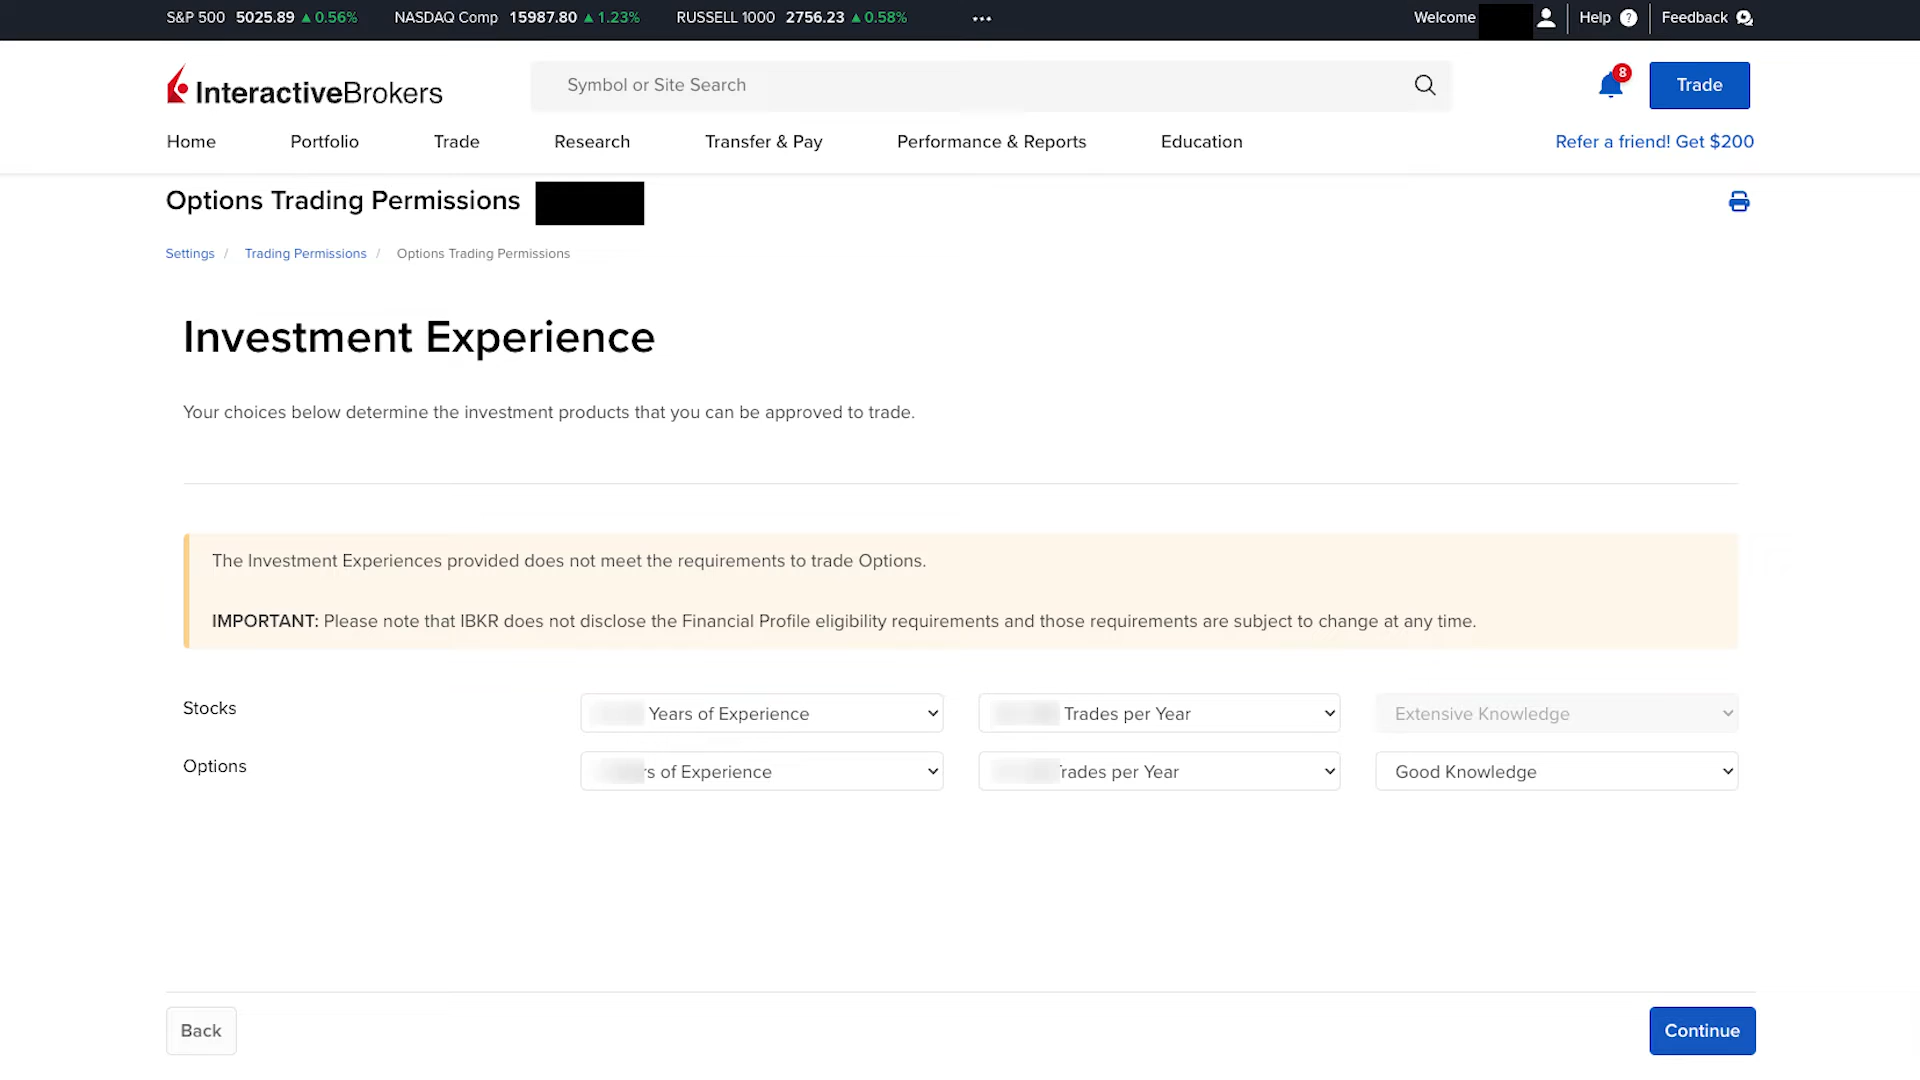 S&P 500 5025.89 ▲ 0.56% NASDAQ Comp 15987.80 ▲ 1.23% RUSSELL 1000 2756.23 ▲ 0.58% ••• Welcome Help ? Feedback
InteractiveBrokers Symbol or Site Search 8 Trade
Home Portfolio Trade Research Transfer & Pay Performance & Reports Education Refer a friend! Get $200
Options Trading Permissions
Settings / Trading Permissions / Options Trading Permissions
Investment Experience
Your choices below determine the investment products that you can be approved to trade.
The Investment Experiences provided does not meet the requirements to trade Options.
IMPORTANT: Please note that IBKR does not disclose the Financial Profile eligibility requirements and those requirements are subject to change at any time.
Stocks Years of Experience Trades per Year Extensive Knowledge
Options of Experience Trades per Year Good Knowledge
Back Continue